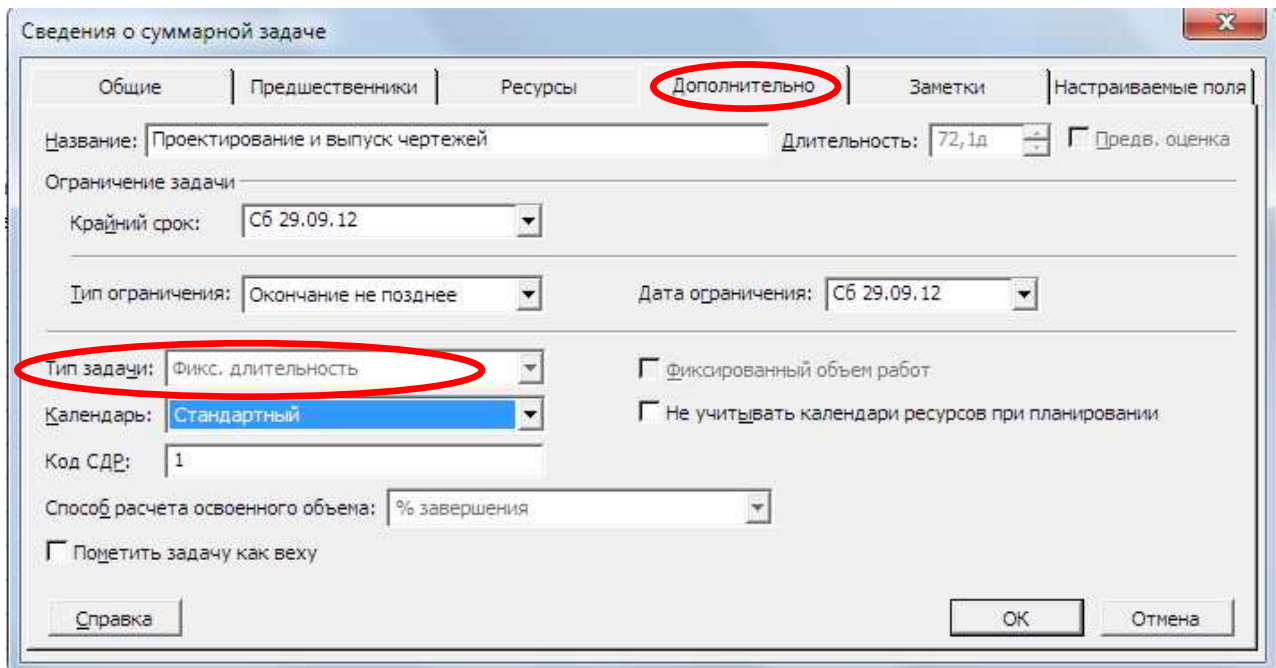 Сведения о суммарной задаче
Общие Предшественники Ресурсы Дополнительно Заметки Настраиваемые поля
Название: Проектирование и выпуск чертежей Длительность: 72,1д Предв. оценка
Ограничение задачи
Крайний срок: Сб 29.09.12
Тип ограничения: Окончание не позднее Дата ограничения: Сб 29.09.12
Тип задачи: Фикс. длительность Фиксированный объем работ
Календарь: Стандартный Не учитывать календари ресурсов при планировании
Код СДР: 1
Способ расчета освоенного объема: % завершения
Пометить задачу как веху
Справка ОК Отмена